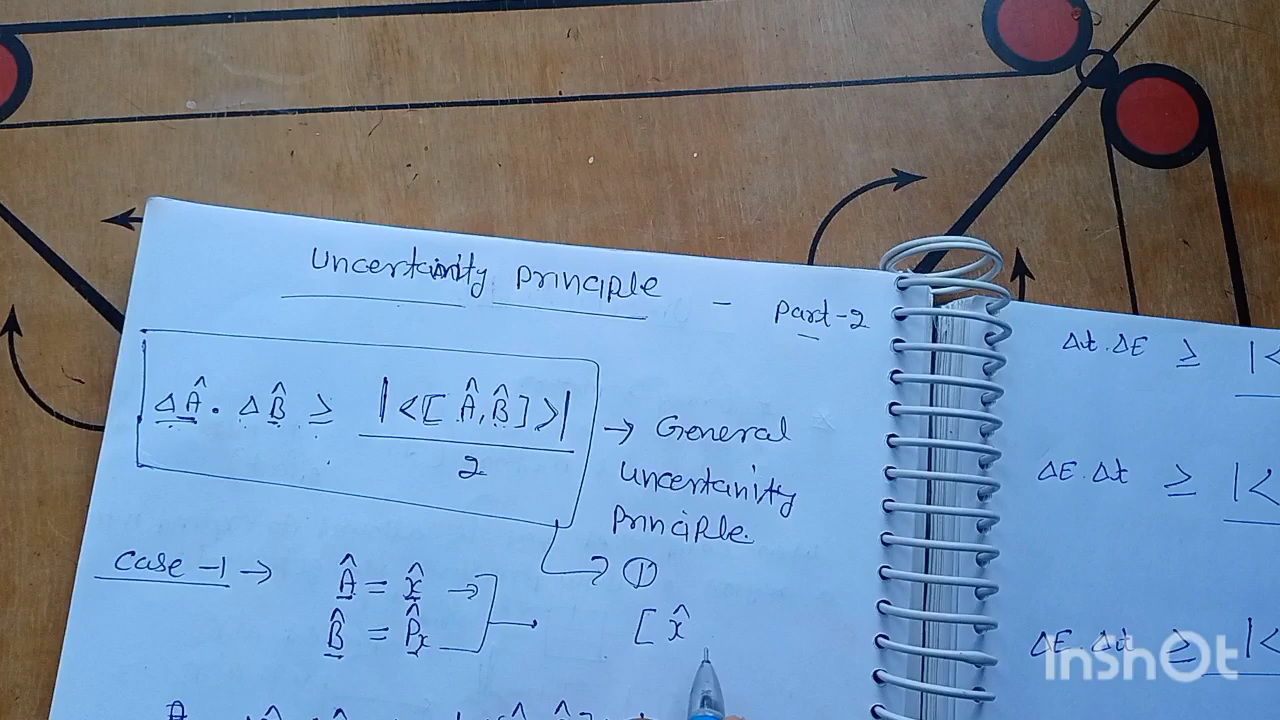 Uncertainity Principle - Part-2
ΔÂ · ΔB̂ ≥ |<[Â, B̂]>| / 2 → General
Uncertainity
Principle.
→ ①
Case-1 → Â = x̂ →
B̂ = P̂x → [x̂
Δt.ΔE ≥ |<
ΔE.Δt ≥ |<
ΔE.Δt ≥ |<
InShOt